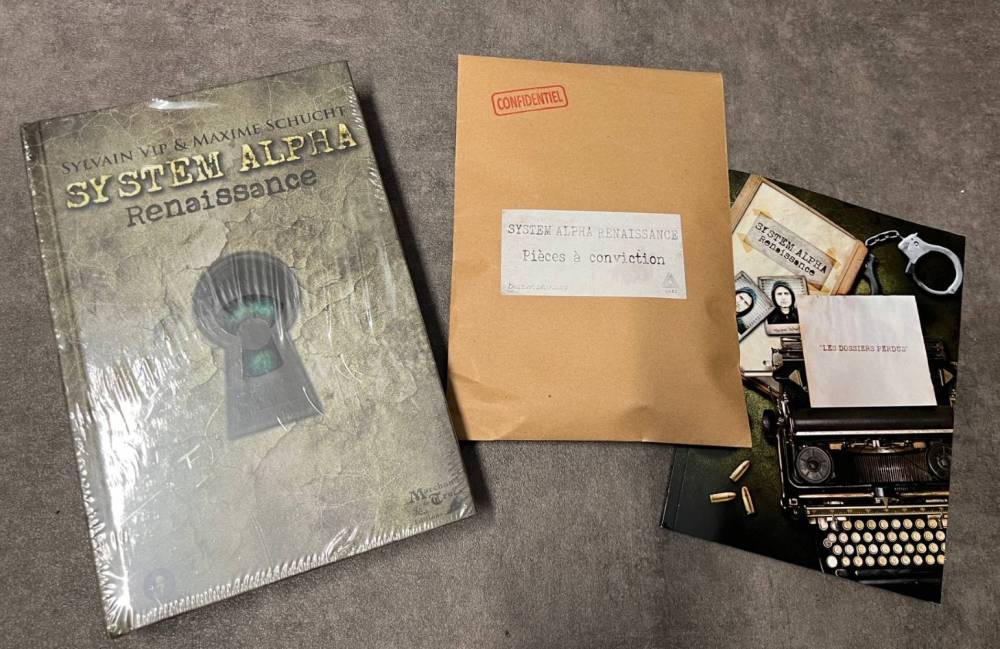 SYLVAIN VIP & MAXIME SCHUCHT
SYSTEM ALPHA
Renaissance
CONFIDENTIEL
SYSTEM ALPHA RENAISSANCE
Pièces à conviction
SYSTEM ALPHA
Renaissance
"LES DOSSIERS PERDUS"